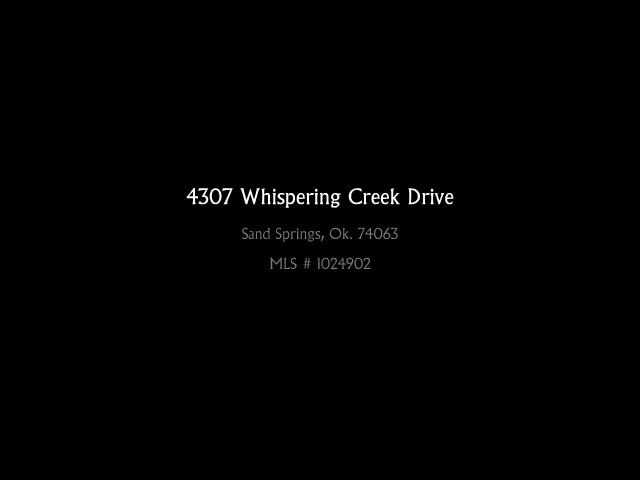 4307 Whispering Creek Drive
Sand Springs, Ok. 74063
MLS # 1024902